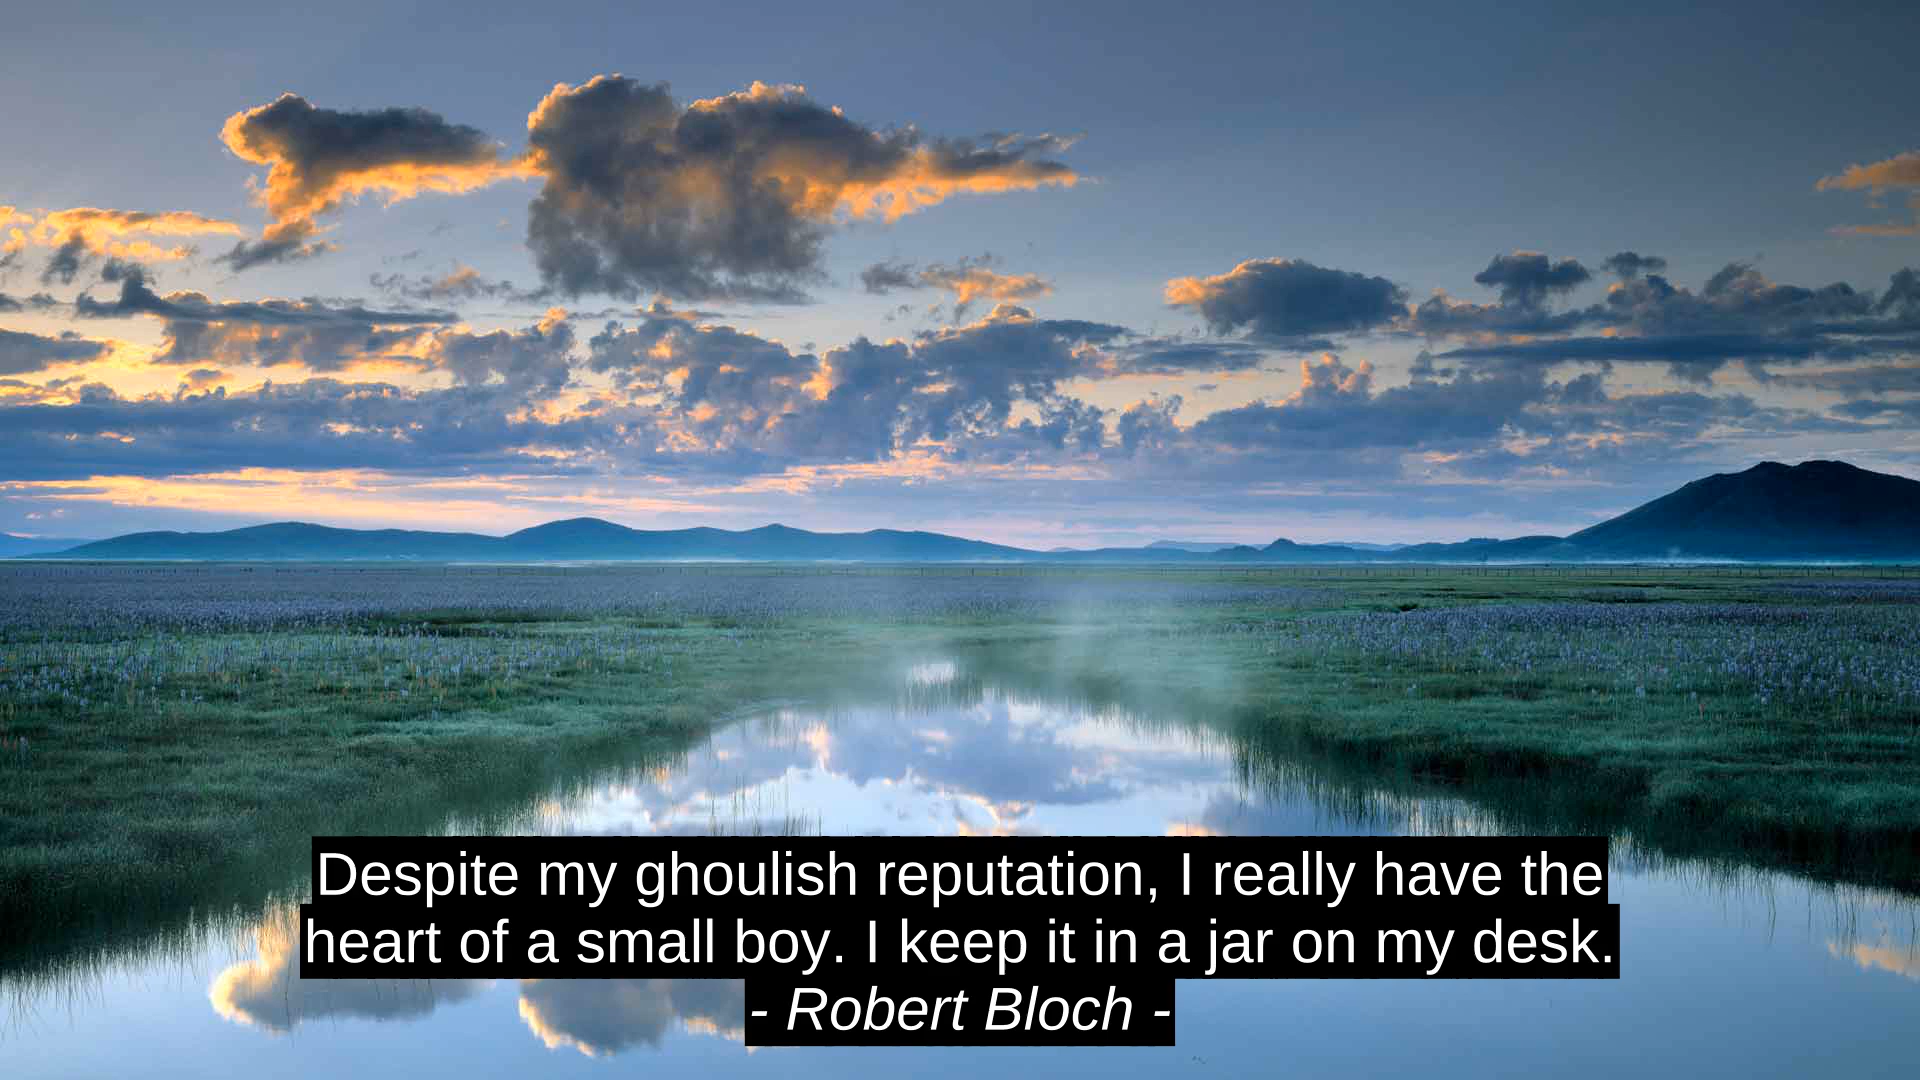 Despite my ghoulish reputation, I really have the
heart of a small boy. I keep it in a jar on my desk.
- Robert Bloch -